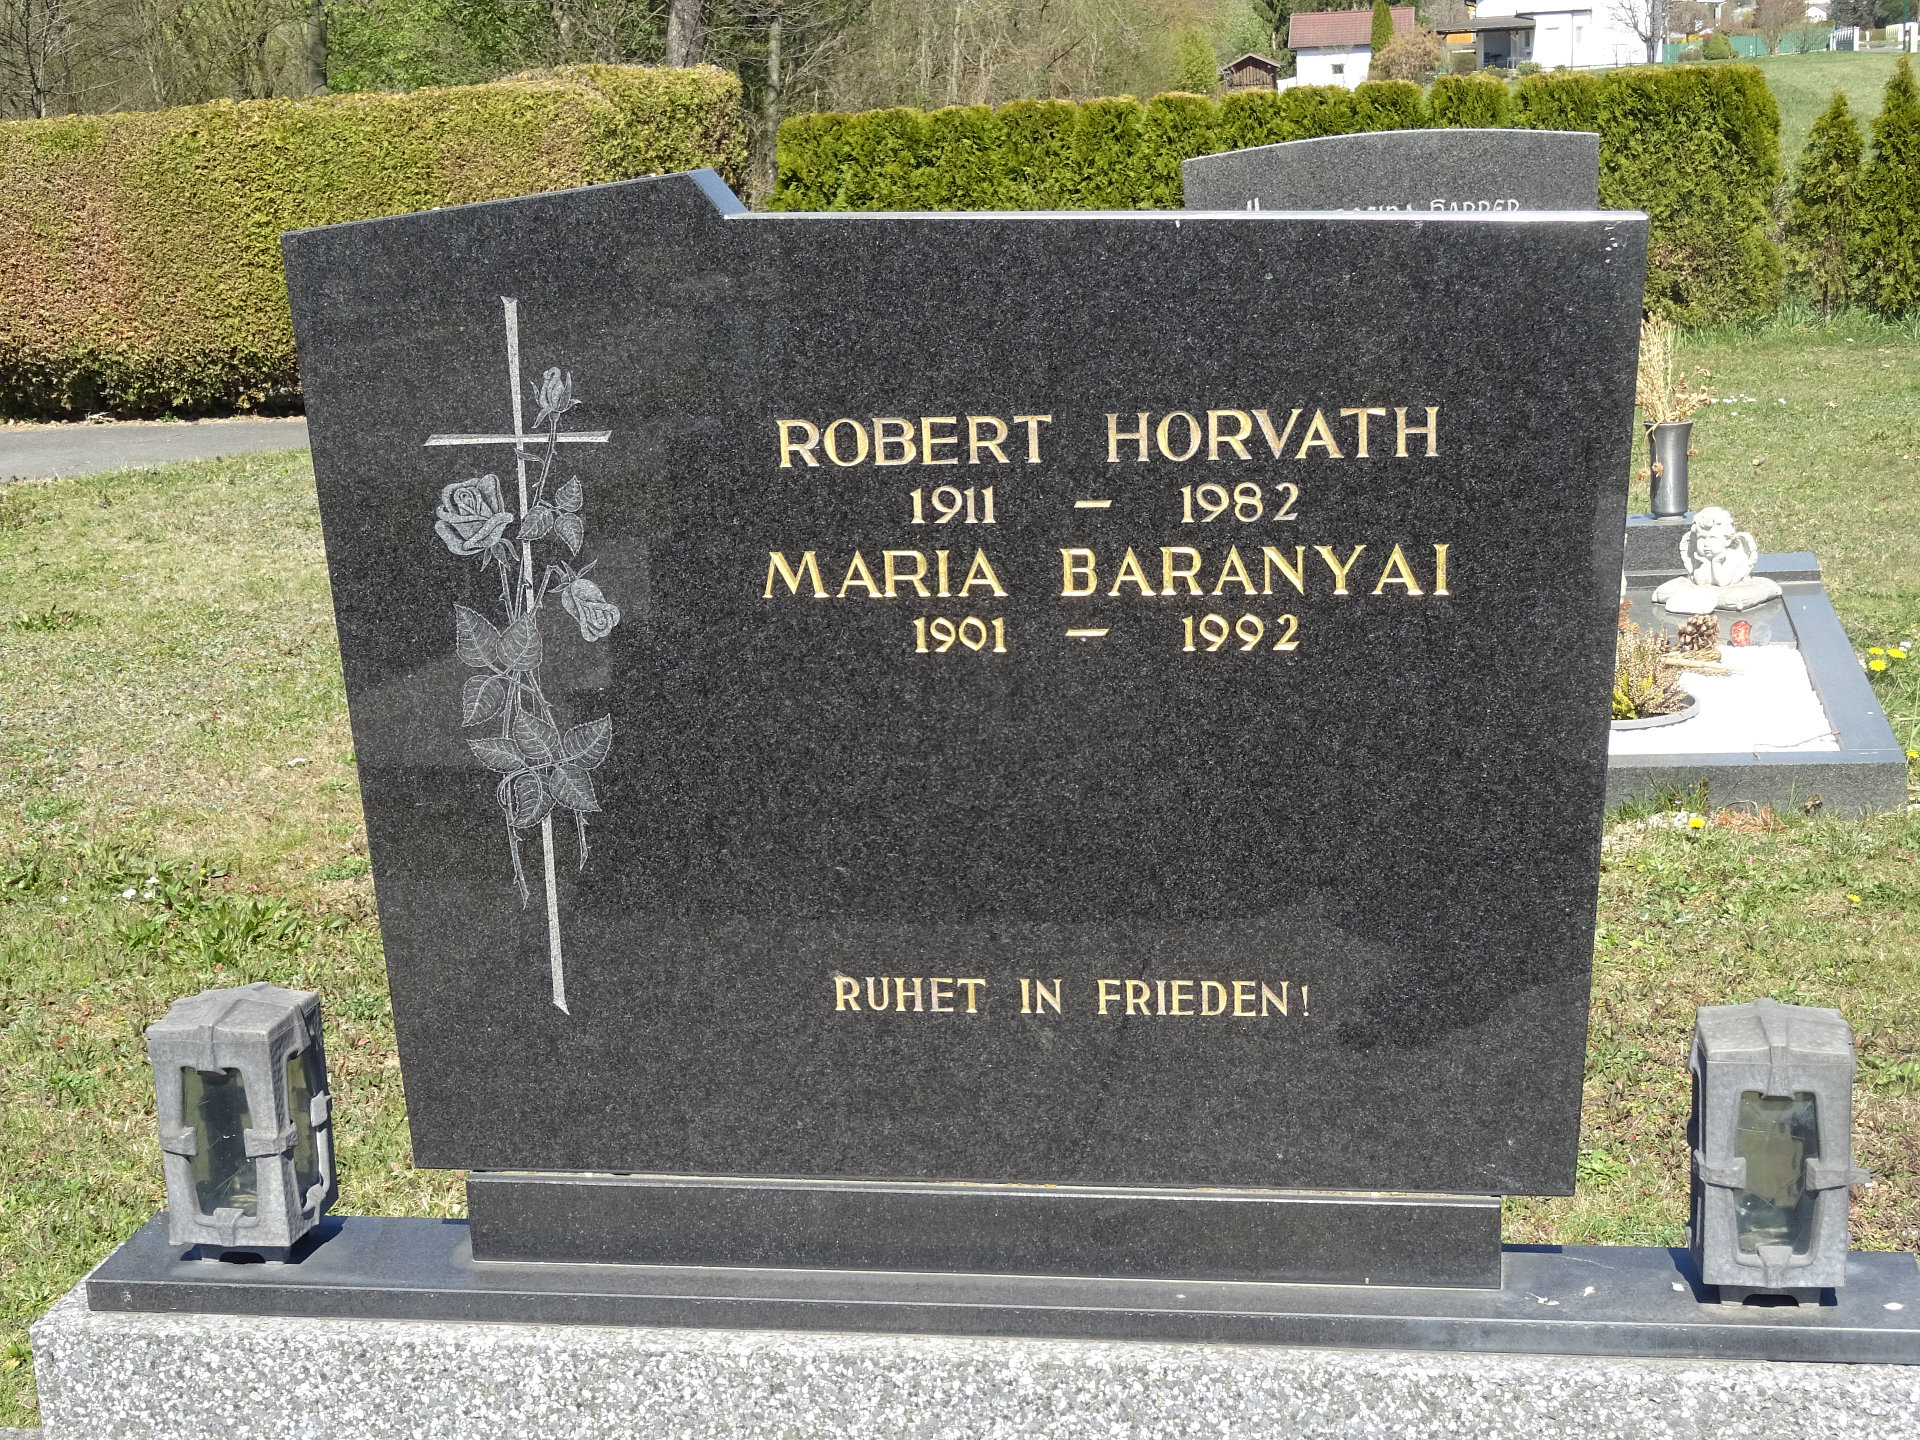 ROBERT HORVATH
1911 – 1982
MARIA BARANYAI
1901 – 1992
RUHET IN FRIEDEN!